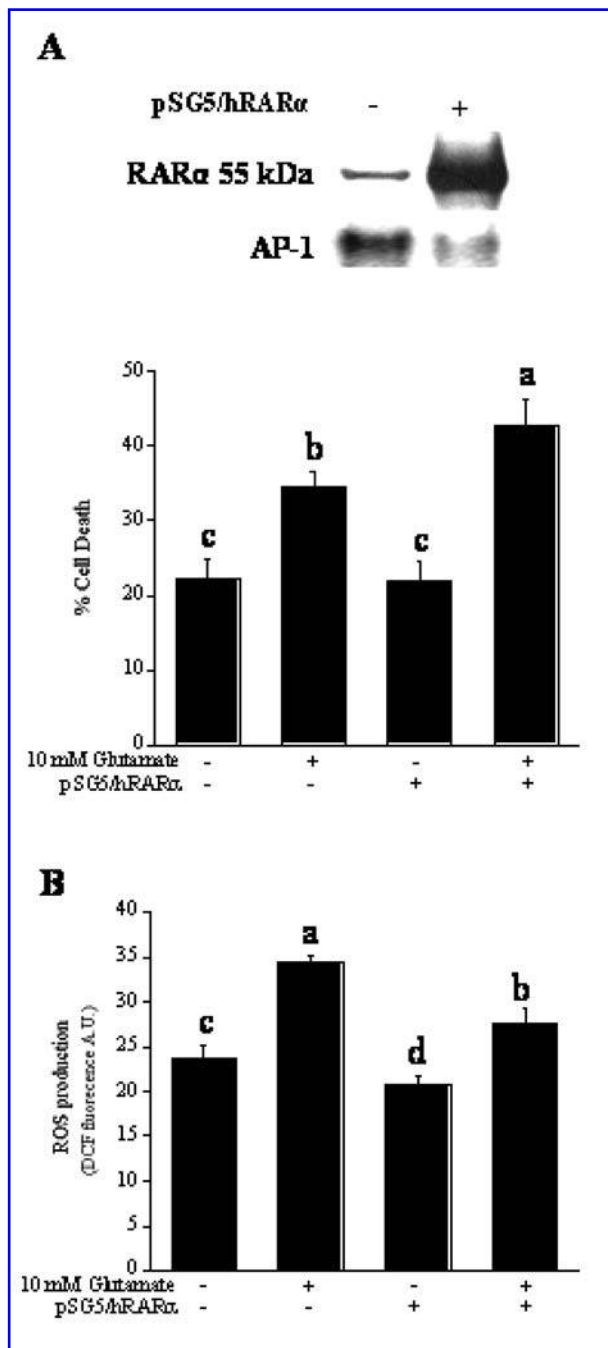 A
pSG5/hRARα - +
RARα 55 kDa
AP-1
50
40
30
20
10
0
% Cell Death
c b c a
10 mM Glutamate - + - +
pSG5/hRARα - - + +
B
40
35
30
25
20
15
10
5
0
ROS production
(DCF fluorecence A.U.)
c a d b
10 mM Glutamate - + - +
pSG5/hRARα - - + +